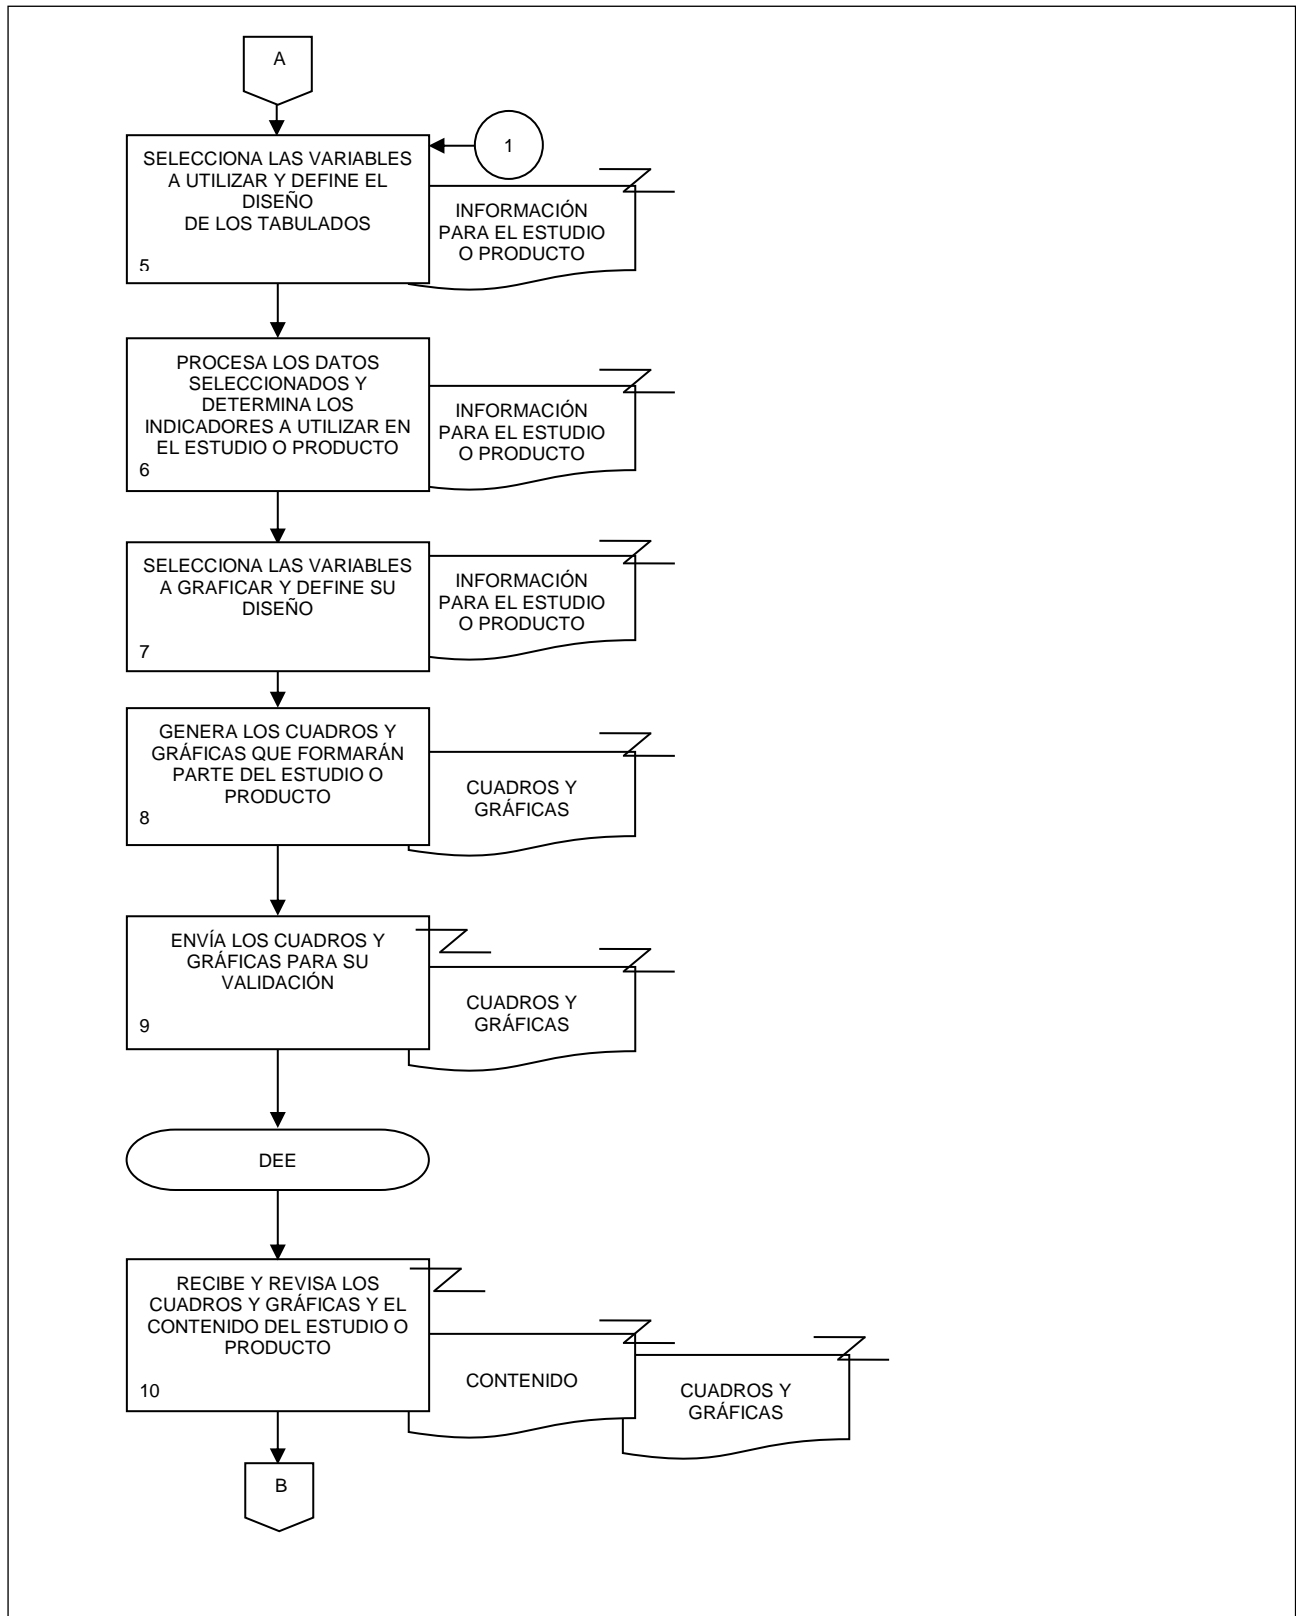 A
1
SELECCIONA LAS VARIABLES
A UTILIZAR Y DEFINE EL
DISEÑO
DE LOS TABULADOS
5
INFORMACIÓN
PARA EL ESTUDIO
O PRODUCTO
PROCESA LOS DATOS
SELECCIONADOS Y
DETERMINA LOS
INDICADORES A UTILIZAR EN
EL ESTUDIO O PRODUCTO
6
INFORMACIÓN
PARA EL ESTUDIO
O PRODUCTO
SELECCIONA LAS VARIABLES
A GRAFICAR Y DEFINE SU
DISEÑO
7
INFORMACIÓN
PARA EL ESTUDIO
O PRODUCTO
GENERA LOS CUADROS Y
GRÁFICAS QUE FORMARÁN
PARTE DEL ESTUDIO O
PRODUCTO
8
CUADROS Y
GRÁFICAS
ENVÍA LOS CUADROS Y
GRÁFICAS PARA SU
VALIDACIÓN
9
CUADROS Y
GRÁFICAS
DEE
RECIBE Y REVISA LOS
CUADROS Y GRÁFICAS Y EL
CONTENIDO DEL ESTUDIO O
PRODUCTO
10
CONTENIDO
CUADROS Y
GRÁFICAS
B